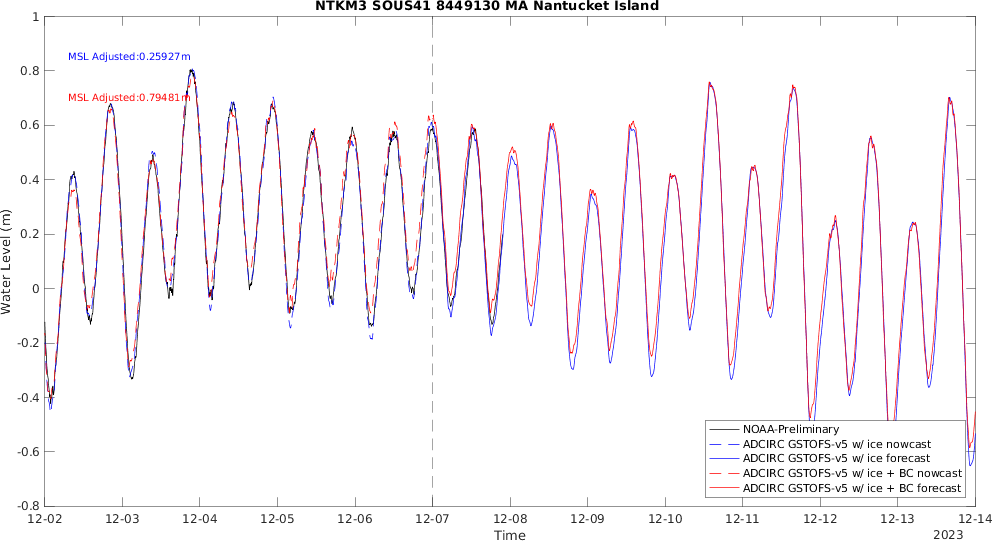 NTKM3 SOUS41 8449130 MA Nantucket Island
MSL Adjusted:0.25927m
MSL Adjusted:0.79481m
Water Level (m)
1
0.8
0.6
0.4
0.2
0
-0.2
-0.4
-0.6
-0.8
NOAA-Preliminary
ADCIRC GSTOFS-v5 w/ ice nowcast
ADCIRC GSTOFS-v5 w/ ice forecast
ADCIRC GSTOFS-v5 w/ ice + BC nowcast
ADCIRC GSTOFS-v5 w/ ice + BC forecast
12-02 12-03 12-04 12-05 12-06 12-07 12-08 12-09 12-10 12-11 12-12 12-13 12-14
Time
2023